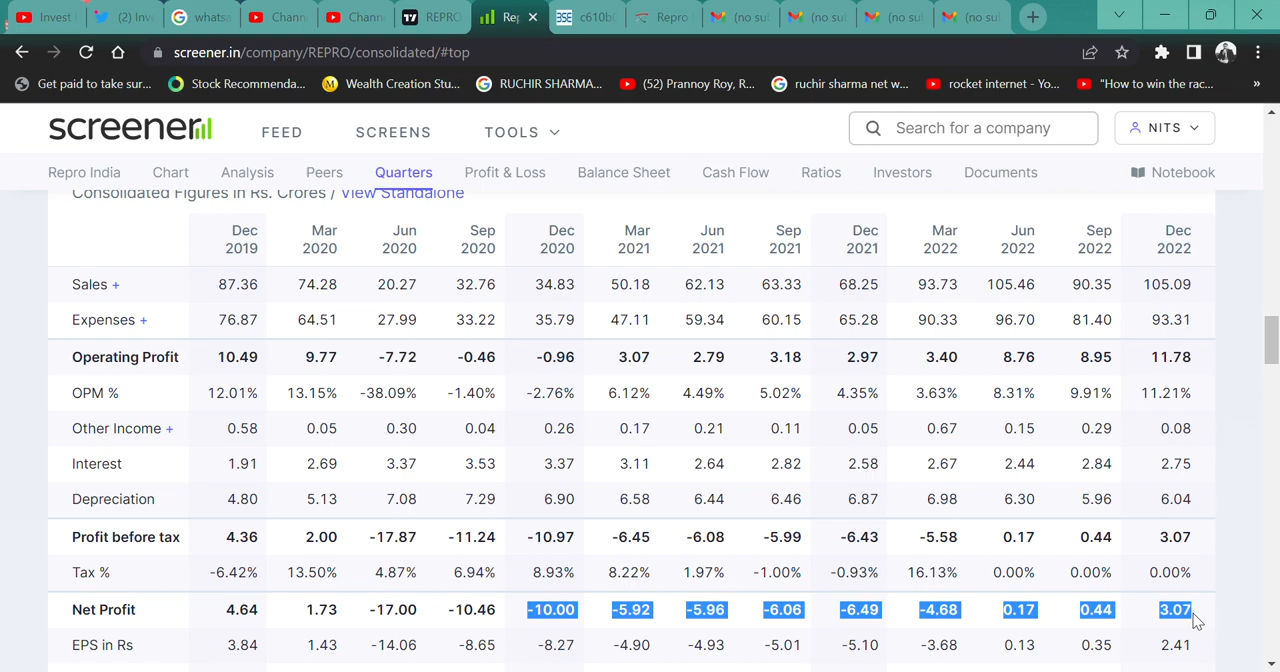 Invest
(2) Inve
whatsa
Chann
Chann
REPRO
Rep
c610b
Repro
(no su
(no su
(no su
(no su
screener.in/company/REPRO/consolidated/#top
Get paid to take sur... Stock Recommenda... Wealth Creation Stu... RUCHIR SHARMA... (52) Prannoy Roy, R... ruchir sharma net w... rocket internet - Yo... "How to win the rac... »
screener FEED SCREENS TOOLS Search for a company NITS
Repro India Chart Analysis Peers Quarters Profit & Loss Balance Sheet Cash Flow Ratios Investors Documents Notebook
Consolidated Figures in Rs. Crores / View Standalone
Dec Mar Jun Sep Dec Mar Jun Sep Dec Mar Jun Sep Dec
2019 2020 2020 2020 2020 2021 2021 2021 2021 2022 2022 2022 2022
Sales + 87.36 74.28 20.27 32.76 34.83 50.18 62.13 63.33 68.25 93.73 105.46 90.35 105.09
Expenses + 76.87 64.51 27.99 33.22 35.79 47.11 59.34 60.15 65.28 90.33 96.70 81.40 93.31
Operating Profit 10.49 9.77 -7.72 -0.46 -0.96 3.07 2.79 3.18 2.97 3.40 8.76 8.95 11.78
OPM % 12.01% 13.15% -38.09% -1.40% -2.76% 6.12% 4.49% 5.02% 4.35% 3.63% 8.31% 9.91% 11.21%
Other Income + 0.58 0.05 0.30 0.04 0.26 0.17 0.21 0.11 0.05 0.67 0.15 0.29 0.08
Interest 1.91 2.69 3.37 3.53 3.37 3.11 2.64 2.82 2.58 2.67 2.44 2.84 2.75
Depreciation 4.80 5.13 7.08 7.29 6.90 6.58 6.44 6.46 6.87 6.98 6.30 5.96 6.04
Profit before tax 4.36 2.00 -17.87 -11.24 -10.97 -6.45 -6.08 -5.99 -6.43 -5.58 0.17 0.44 3.07
Tax % -6.42% 13.50% 4.87% 6.94% 8.93% 8.22% 1.97% -1.00% -0.93% 16.13% 0.00% 0.00% 0.00%
Net Profit 4.64 1.73 -17.00 -10.46 -10.00 -5.92 -5.96 -6.06 -6.49 -4.68 0.17 0.44 3.07
EPS in Rs 3.84 1.43 -14.06 -8.65 -8.27 -4.90 -4.93 -5.01 -5.10 -3.68 0.13 0.35 2.41